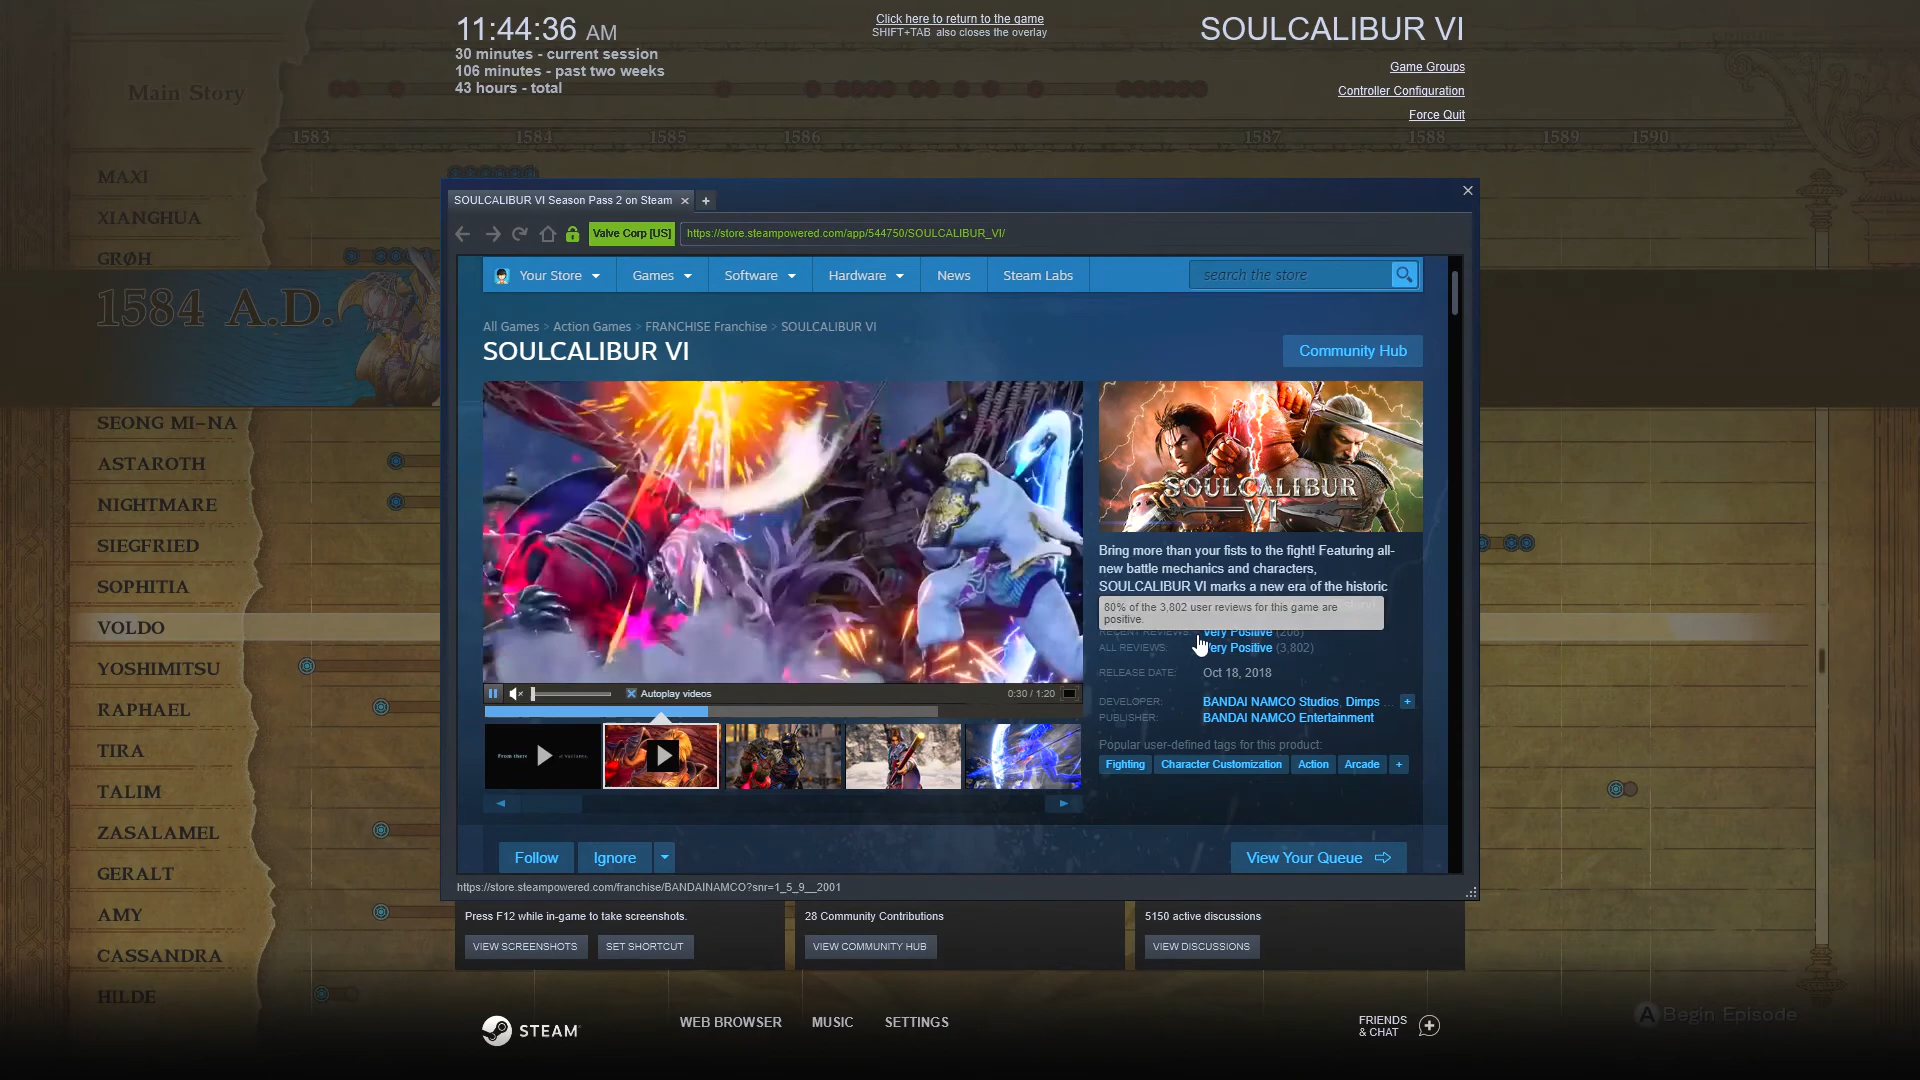 11:44:36 AM
30 minutes - current session
106 minutes - past two weeks
43 hours - total
Click here to return to the game
SHIFT+TAB also closes the overlay
SOULCALIBUR VI
Game Groups
Controller Configuration
Force Quit
Main Story
1583 1584 1585 1586 1587 1588 1589 1590
MAXI
XIANGHUA
GRØH
1584 A.D.
SEONG MI-NA
ASTAROTH
NIGHTMARE
SIEGFRIED
SOPHITIA
VOLDO
YOSHIMITSU
RAPHAEL
TIRA
TALIM
ZASALAMEL
GERALT
AMY
CASSANDRA
HILDE
SOULCALIBUR VI Season Pass 2 on Steam
Valve Corp [US] https://store.steampowered.com/app/544750/SOULCALIBUR_VI/
Your Store Games Software Hardware News Steam Labs search the store
All Games > Action Games > FRANCHISE Franchise > SOULCALIBUR VI
SOULCALIBUR VI
Community Hub
SOULCALIBUR
VI
Bring more than your fists to the fight! Featuring all-
new battle mechanics and characters,
SOULCALIBUR VI marks a new era of the historic
80% of the 3,802 user reviews for this game are
positive.
RECENT REVIEWS: Very Positive (206)
ALL REVIEWS: Very Positive (3,802)
RELEASE DATE: Oct 18, 2018
DEVELOPER: BANDAI NAMCO Studios, Dimps ... +
PUBLISHER: BANDAI NAMCO Entertainment
Popular user-defined tags for this product:
Fighting Character Customization Action Arcade +
Autoplay videos
0:30 / 1:20
From there
Follow Ignore
View Your Queue
https://store.steampowered.com/franchise/BANDAINAMCO?snr=1_5_9__2001
Press F12 while in-game to take screenshots.
VIEW SCREENSHOTS SET SHORTCUT
28 Community Contributions
VIEW COMMUNITY HUB
5150 active discussions
VIEW DISCUSSIONS
STEAM
WEB BROWSER MUSIC SETTINGS
FRIENDS
& CHAT
A Begin Episode